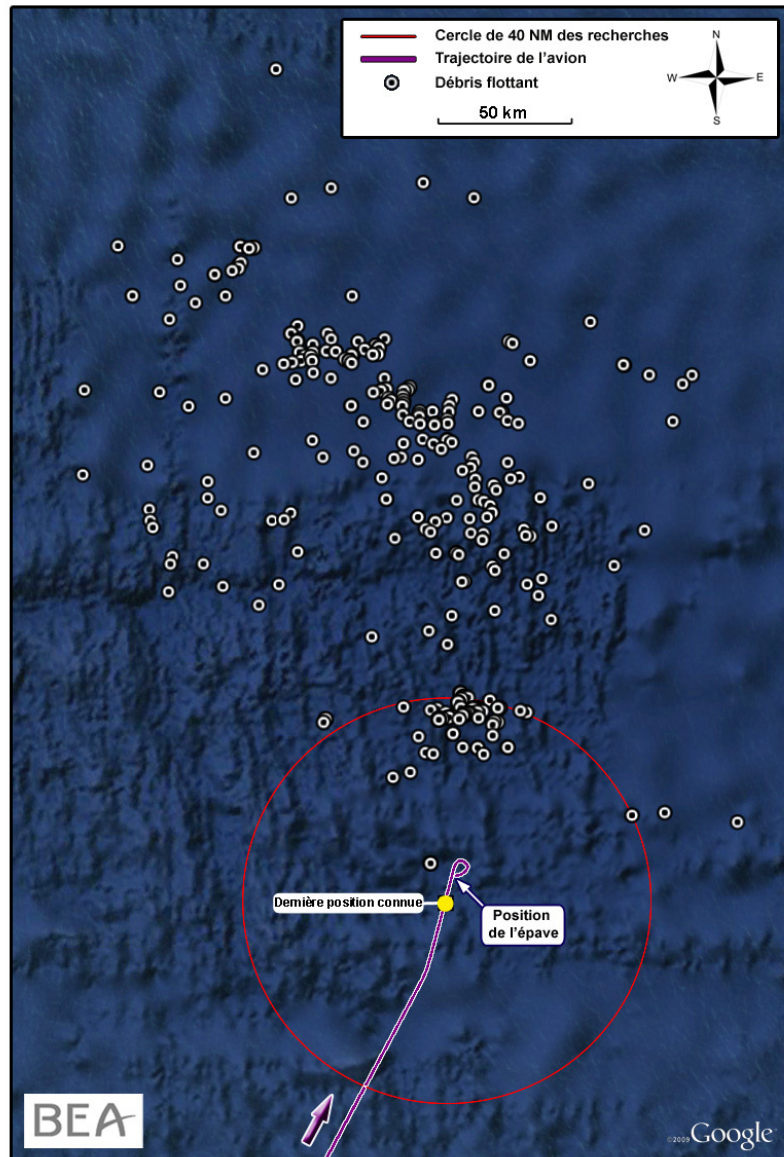 Cercle de 40 NM des recherches
Trajectoire de l'avion
Débris flottant
50 km
N
W
E
S
Dernière position connue
Position
de l'épave
BEA
©2009 Google